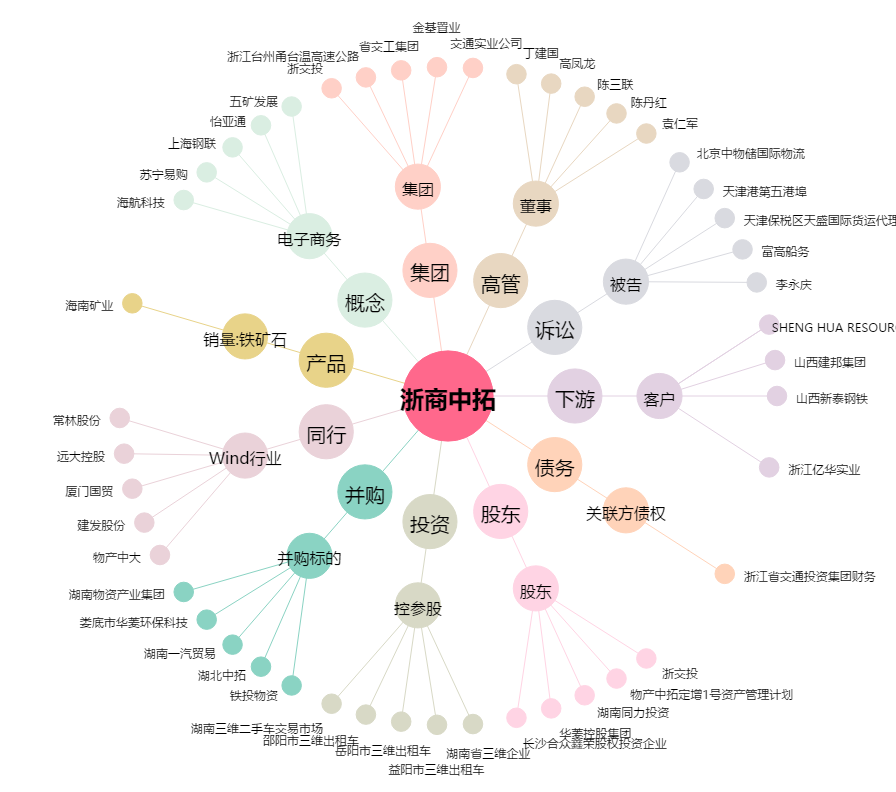 金基置业
省交工集团
交通实业公司
浙江台州甬台温高速公路
浙交投
丁建国
高凤龙
陈三联
陈丹红
袁仁军
五矿发展
怡亚通
上海钢联
苏宁易购
海航科技
北京中物储国际物流
天津港第五港埠
天津保税区天盛国际货运代理
富高船务
李永庆
集团
董事
电子商务
被告
集团
高管
概念
诉讼
海南矿业
销量:铁矿石
产品
SHENG HUA RESOUR
山西建邦集团
山西新泰钢铁
浙江亿华实业
浙商中拓
下游
客户
常林股份
远大控股
厦门国贸
建发股份
物产中大
同行
Wind行业
并购
投资
股东
债务
关联方债权
浙江省交通投资集团财务
并购标的
控参股
股东
湖南物资产业集团
娄底市华菱环保科技
湖南一汽贸易
湖北中拓
铁投物资
湖南三维二手车交易市场
邵阳市三维出租车
岳阳市三维出租车
益阳市三维出租车
湖南省三维企业
浙交投
物产中拓定增1号资产管理计划
湖南同力投资
华菱控股集团
长沙合众鑫荣股权投资企业